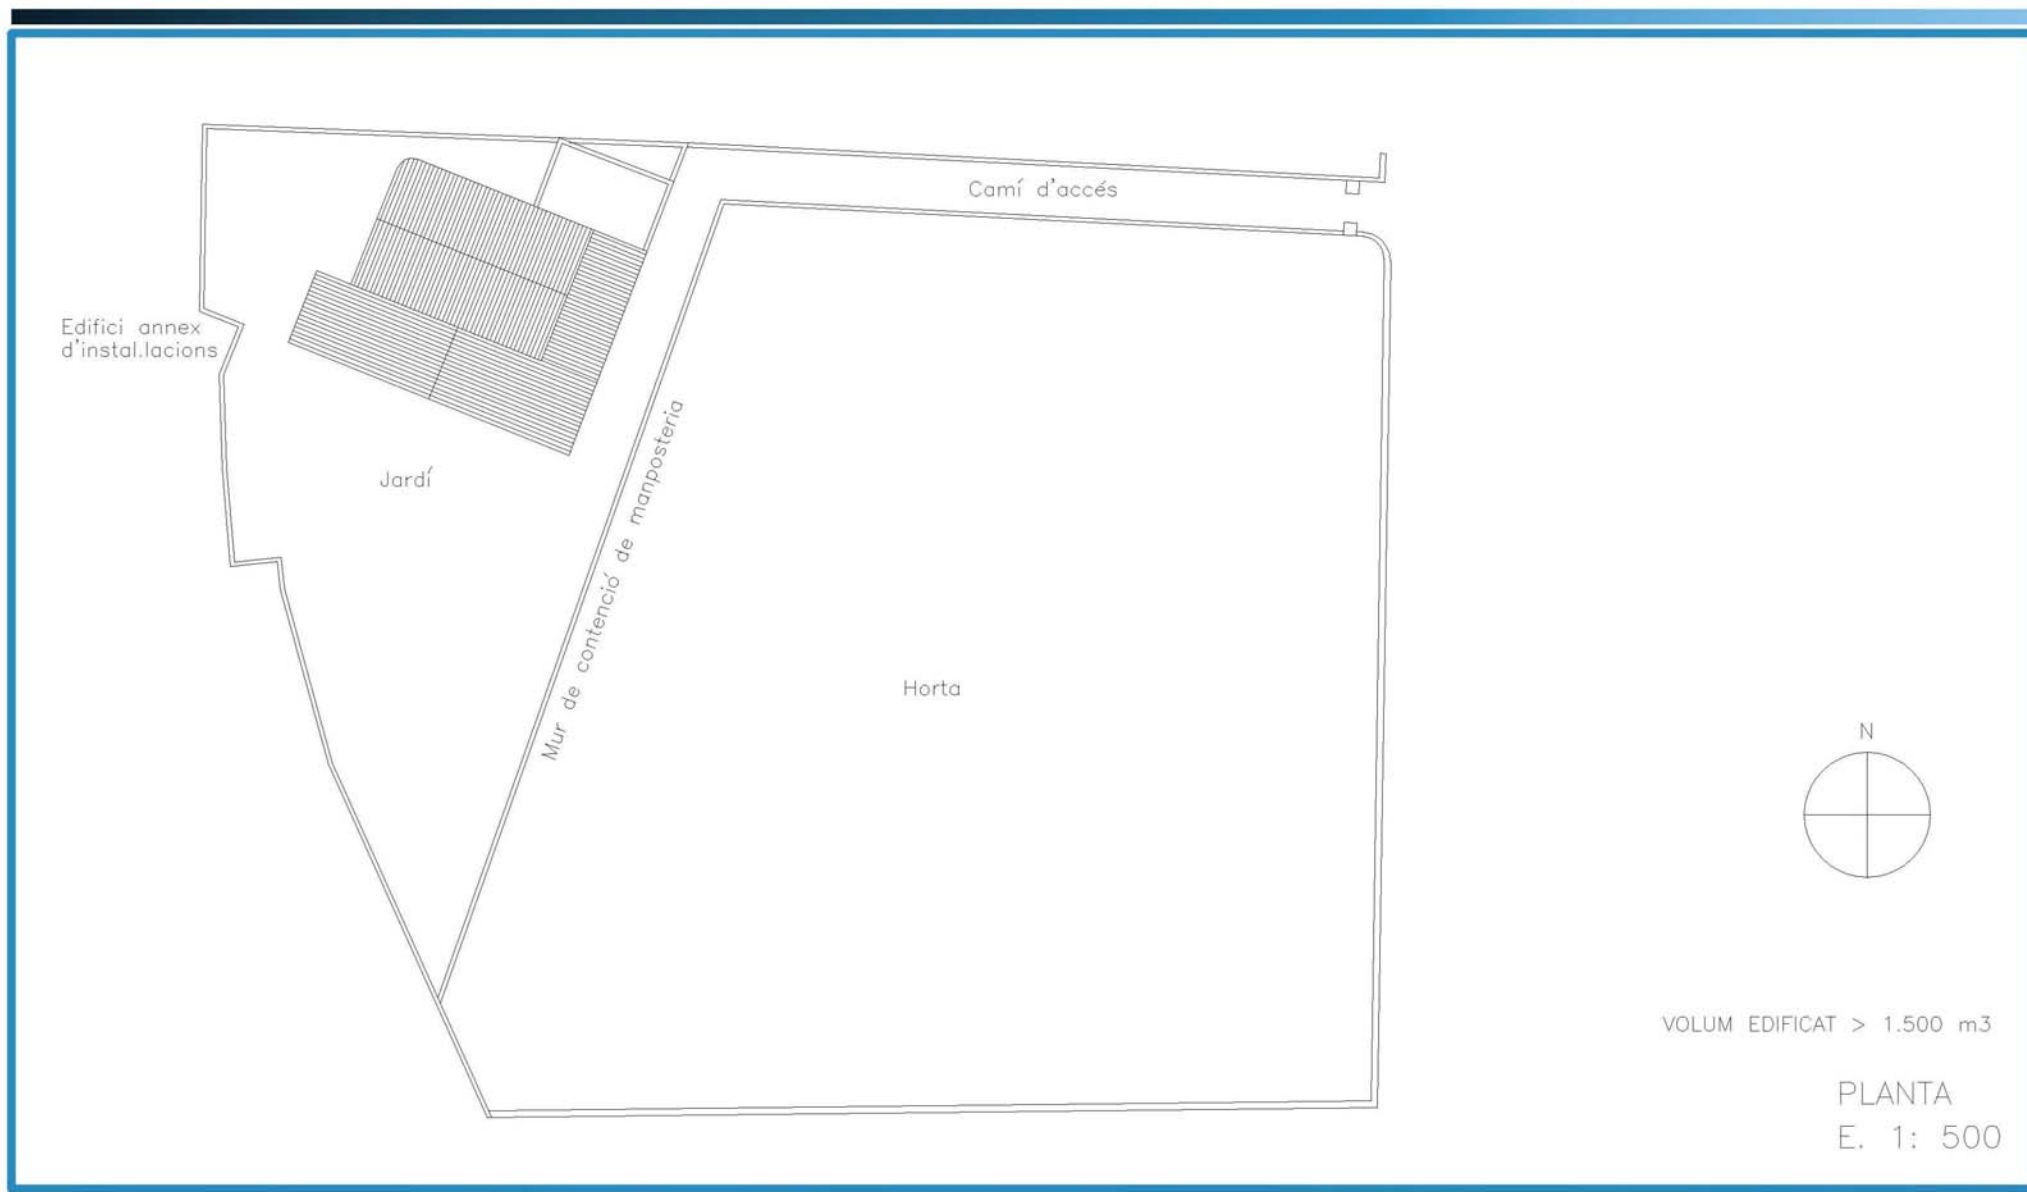 Camí d'accés
Edifici annex
d'instal.lacions
Jardí
Mur de contenció de manposteria
Horta
N
VOLUM EDIFICAT > 1.500 m3
PLANTA
E. 1: 500